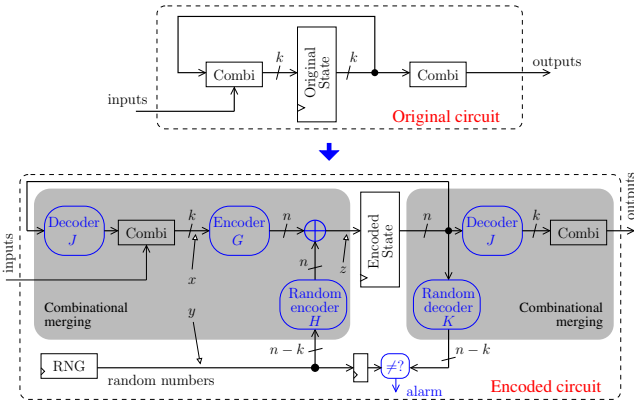 k
k
Combi
Original
State
Combi
outputs
inputs
Original circuit
Decoder
J
Combi
k
Encoder
G
n
n
z
Encoded
State
n
Decoder
J
k
Combi
outputs
inputs
x
y
Combinational
merging
Random
encoder
H
Random
decoder
K
Combinational
merging
n − k
n − k
RNG
random numbers
≠?
alarm
Encoded circuit